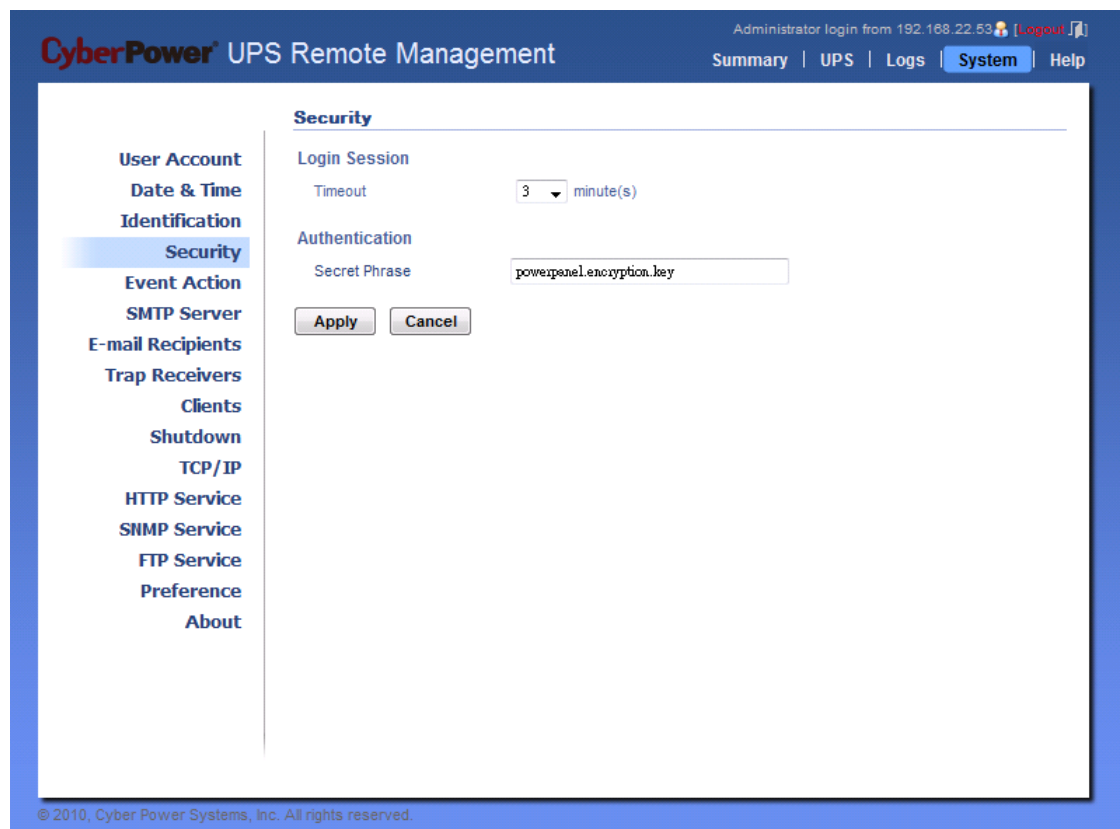 Administrator login from 192.168.22.53 [Logout]
CyberPower® UPS Remote Management
Summary | UPS | Logs | System | Help
Security
User Account
Date & Time
Identification
Security
Event Action
SMTP Server
E-mail Recipients
Trap Receivers
Clients
Shutdown
TCP/IP
HTTP Service
SNMP Service
FTP Service
Preference
About
Login Session
Timeout 3 minute(s)
Authentication
Secret Phrase powerpanel.encryption.key
Apply Cancel
© 2010, Cyber Power Systems, Inc. All rights reserved.